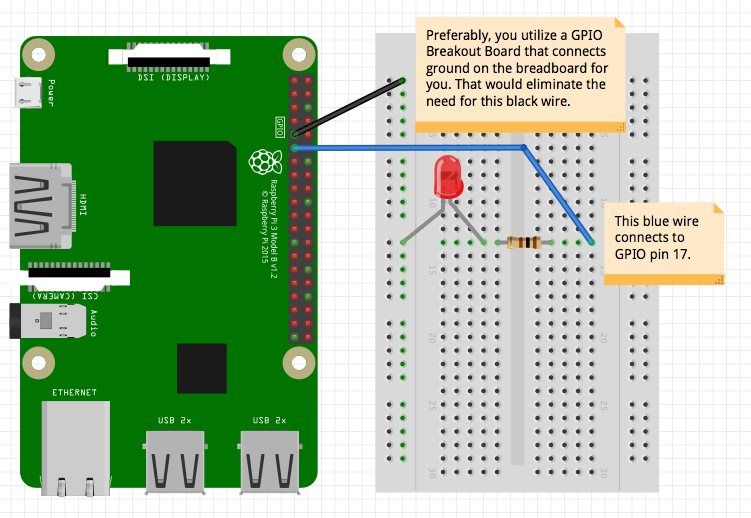 Preferably, you utilize a GPIO
Breakout Board that connects
ground on the breadboard for
you. That would eliminate the
need for this black wire.
DSI (DISPLAY)
Power
GPIO
HDMI
Raspberry Pi 3 Model B v1.2
© Raspberry Pi 2015
This blue wire
connects to
GPIO pin 17.
CSI (CAMERA)
Audio
ETHERNET
USB 2x
USB 2x
10
15
15
20
20
25
25
30
30